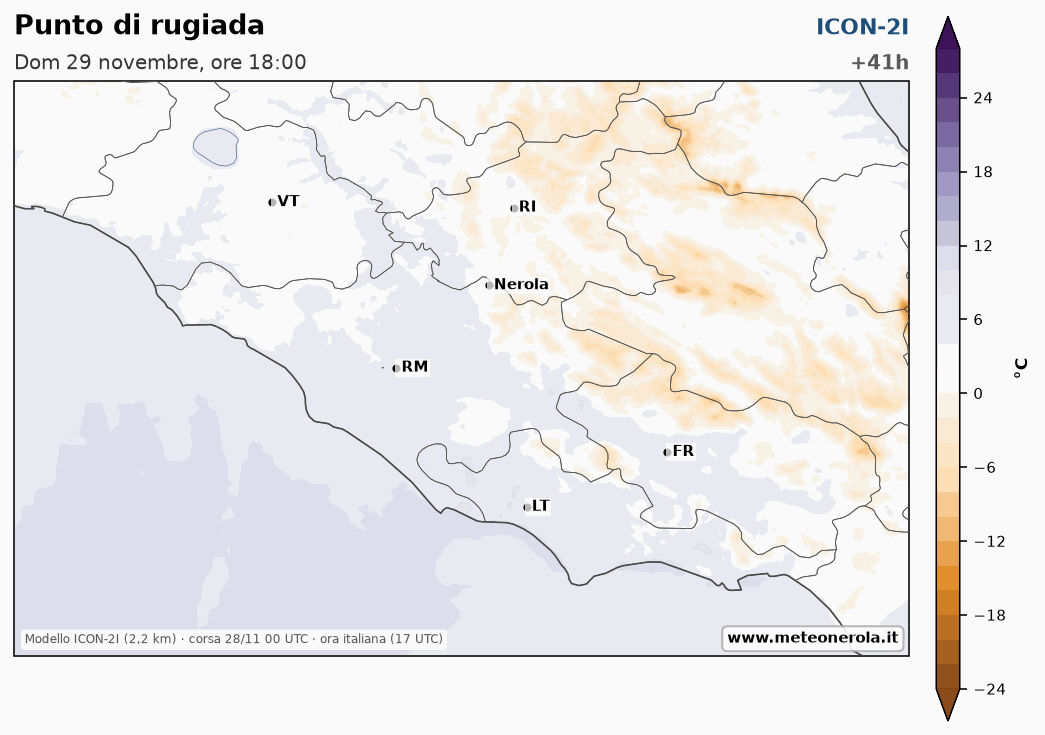 Punto di rugiada
ICON-2I
Dom 29 novembre, ore 18:00
+41h
VT
RI
Nerola
RM
FR
LT
24
18
12
6
0
−6
−12
−18
−24
°C
Modello ICON-2I (2,2 km) · corsa 28/11 00 UTC · ora italiana (17 UTC)
www.meteonerola.it